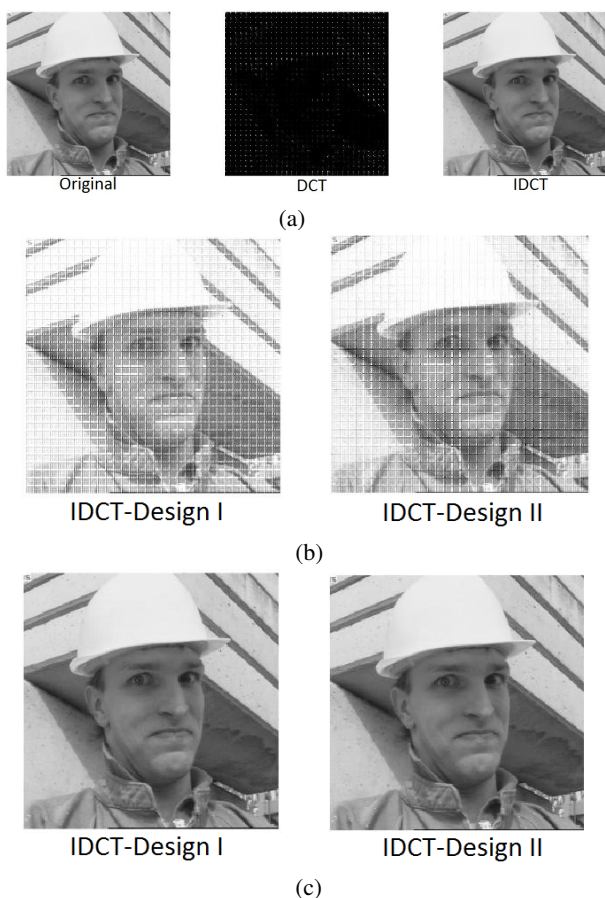 Original DCT IDCT
(a)
IDCT-Design I IDCT-Design II
(b)
IDCT-Design I IDCT-Design II
(c)